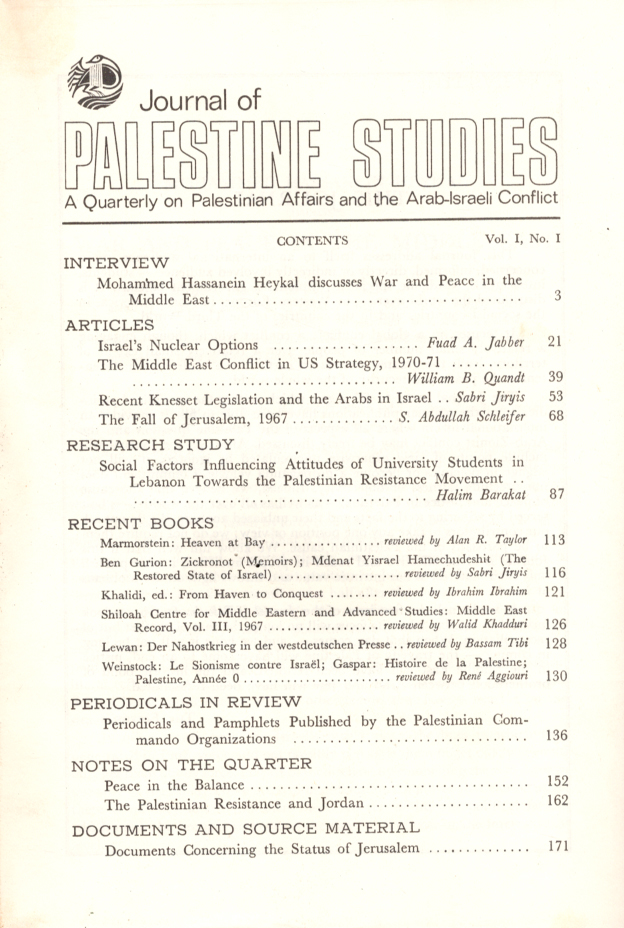 Journal of
PALESTINE STUDIES
A Quarterly on Palestinian Affairs and the Arab-Israeli Conflict
CONTENTS Vol. I, No. I
INTERVIEW
Mohammed Hassanein Heykal discusses War and Peace in the
Middle East ........................................ 3
ARTICLES
Israel's Nuclear Options ................... Fuad A. Jabber 21
The Middle East Conflict in US Strategy, 1970-71 ..........
.................................. William B. Quandt 39
Recent Knesset Legislation and the Arabs in Israel .. Sabri Jiryis 53
The Fall of Jerusalem, 1967 .............. S. Abdullah Schleifer 68
RESEARCH STUDY
Social Factors Influencing Attitudes of University Students in
Lebanon Towards the Palestinian Resistance Movement ..
...................................... Halim Barakat 87
RECENT BOOKS
Marmorstein: Heaven at Bay ................. reviewed by Alan R. Taylor 113
Ben Gurion: Zickronot (Memoirs); Mdenat Yisrael Hamechudeshit (The
Restored State of Israel) ................... reviewed by Sabri Jiryis 116
Khalidi, ed.: From Haven to Conquest ........ reviewed by Ibrahim Ibrahim 121
Shiloah Centre for Middle Eastern and Advanced Studies: Middle East
Record, Vol. III, 1967 .................. reviewed by Walid Khadduri 126
Lewan: Der Nahostkrieg in der westdeutschen Presse .. reviewed by Bassam Tibi 128
Weinstock: Le Sionisme contre Israël; Gaspar: Histoire de la Palestine;
Palestine, Année 0 ........................ reviewed by René Aggiouri 130
PERIODICALS IN REVIEW
Periodicals and Pamphlets Published by the Palestinian Com-
mando Organizations .............................. 136
NOTES ON THE QUARTER
Peace in the Balance .................................... 152
The Palestinian Resistance and Jordan ..................... 162
DOCUMENTS AND SOURCE MATERIAL
Documents Concerning the Status of Jerusalem ............. 171